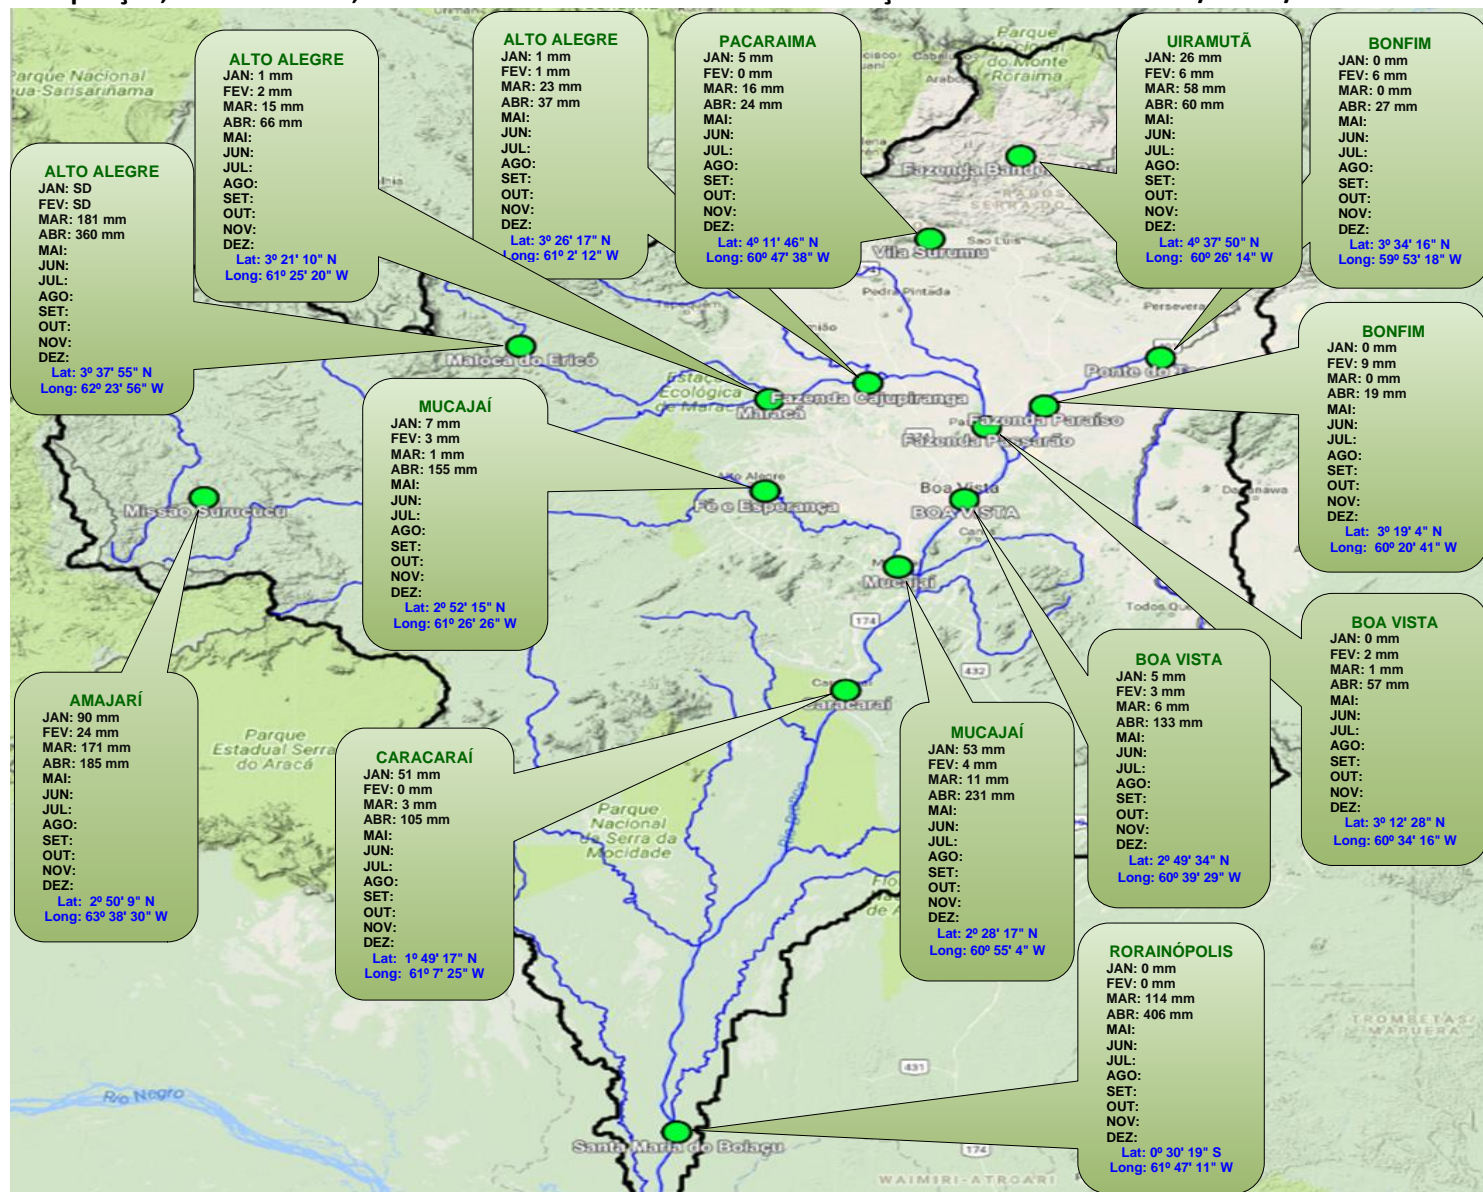 ALTO ALEGRE
JAN: 1 mm
FEV: 2 mm
MAR: 15 mm
ABR: 66 mm
MAI:
JUN:
JUL:
AGO:
SET:
OUT:
NOV:
DEZ:
Lat: 3º 21' 10" N
Long: 61º 25' 20" W
ALTO ALEGRE
JAN: 1 mm
FEV: 1 mm
MAR: 23 mm
ABR: 37 mm
MAI:
JUN:
JUL:
AGO:
SET:
OUT:
NOV:
DEZ:
Lat: 3º 26' 17" N
Long: 61º 2' 12" W
PACARAIMA
JAN: 5 mm
FEV: 0 mm
MAR: 16 mm
ABR: 24 mm
MAI:
JUN:
JUL:
AGO:
SET:
OUT:
NOV:
DEZ:
Lat: 4º 11' 46" N
Long: 60º 47' 38" W
UIRAMUTÃ
JAN: 26 mm
FEV: 6 mm
MAR: 58 mm
ABR: 60 mm
MAI:
JUN:
JUL:
AGO:
SET:
OUT:
NOV:
DEZ:
Lat: 4º 37' 50" N
Long: 60º 26' 14" W
BONFIM
JAN: 0 mm
FEV: 6 mm
MAR: 0 mm
ABR: 27 mm
MAI:
JUN:
JUL:
AGO:
SET:
OUT:
NOV:
DEZ:
Lat: 3º 34' 16" N
Long: 59º 53' 18" W
ALTO ALEGRE
JAN: SD
FEV: SD
MAR: 181 mm
ABR: 360 mm
MAI:
JUN:
JUL:
AGO:
SET:
OUT:
NOV:
DEZ:
Lat: 3º 37' 55" N
Long: 62º 23' 56" W
BONFIM
JAN: 0 mm
FEV: 9 mm
MAR: 0 mm
ABR: 19 mm
MAI:
JUN:
JUL:
AGO:
SET:
OUT:
NOV:
DEZ:
Lat: 3º 19' 4" N
Long: 60º 20' 41" W
MUCAJAÍ
JAN: 7 mm
FEV: 3 mm
MAR: 1 mm
ABR: 155 mm
MAI:
JUN:
JUL:
AGO:
SET:
OUT:
NOV:
DEZ:
Lat: 2º 52' 15" N
Long: 61º 26' 26" W
BOA VISTA
JAN: 0 mm
FEV: 2 mm
MAR: 1 mm
ABR: 57 mm
MAI:
JUN:
JUL:
AGO:
SET:
OUT:
NOV:
DEZ:
Lat: 3º 12' 28" N
Long: 60º 34' 16" W
BOA VISTA
JAN: 5 mm
FEV: 3 mm
MAR: 6 mm
ABR: 133 mm
MAI:
JUN:
JUL:
AGO:
SET:
OUT:
NOV:
DEZ:
Lat: 2º 49' 34" N
Long: 60º 39' 29" W
AMAJARÍ
JAN: 90 mm
FEV: 24 mm
MAR: 171 mm
ABR: 185 mm
MAI:
JUN:
JUL:
AGO:
SET:
OUT:
NOV:
DEZ:
Lat: 2º 50' 9" N
Long: 63º 38' 30" W
CARACARAÍ
JAN: 51 mm
FEV: 0 mm
MAR: 3 mm
ABR: 105 mm
MAI:
JUN:
JUL:
AGO:
SET:
OUT:
NOV:
DEZ:
Lat: 1º 49' 17" N
Long: 61º 7' 25" W
MUCAJAÍ
JAN: 53 mm
FEV: 4 mm
MAR: 11 mm
ABR: 231 mm
MAI:
JUN:
JUL:
AGO:
SET:
OUT:
NOV:
DEZ:
Lat: 2º 28' 17" N
Long: 60º 55' 4" W
RORAINÓPOLIS
JAN: 0 mm
FEV: 0 mm
MAR: 114 mm
ABR: 406 mm
MAI:
JUN:
JUL:
AGO:
SET:
OUT:
NOV:
DEZ:
Lat: 0º 30' 19" S
Long: 61º 47' 11" W
Parque
do Monte
Roraima
Parque Nacional
Vila Surumu
São Luis
Pedra Pintada
Maloca do Ericó
Ecológica
Maracá
Fazenda Cajupiranga
Fazenda Paraíso
Fazenda Passarão
Alto Alegre
Fé e Esperança
Boa Vista
BOA VISTA
Missão Surucucu
Mucajaí
174
432
Caracaraí
Parque
Estadual Serra
do Aracá
Parque
Nacional
da Serra da
Mocidade
Rio Branco
Rio Negro
431
174
Santa Maria do Boiaçu
TROMBETAS/
MAPUERA
WAIMIRI-ATROARI